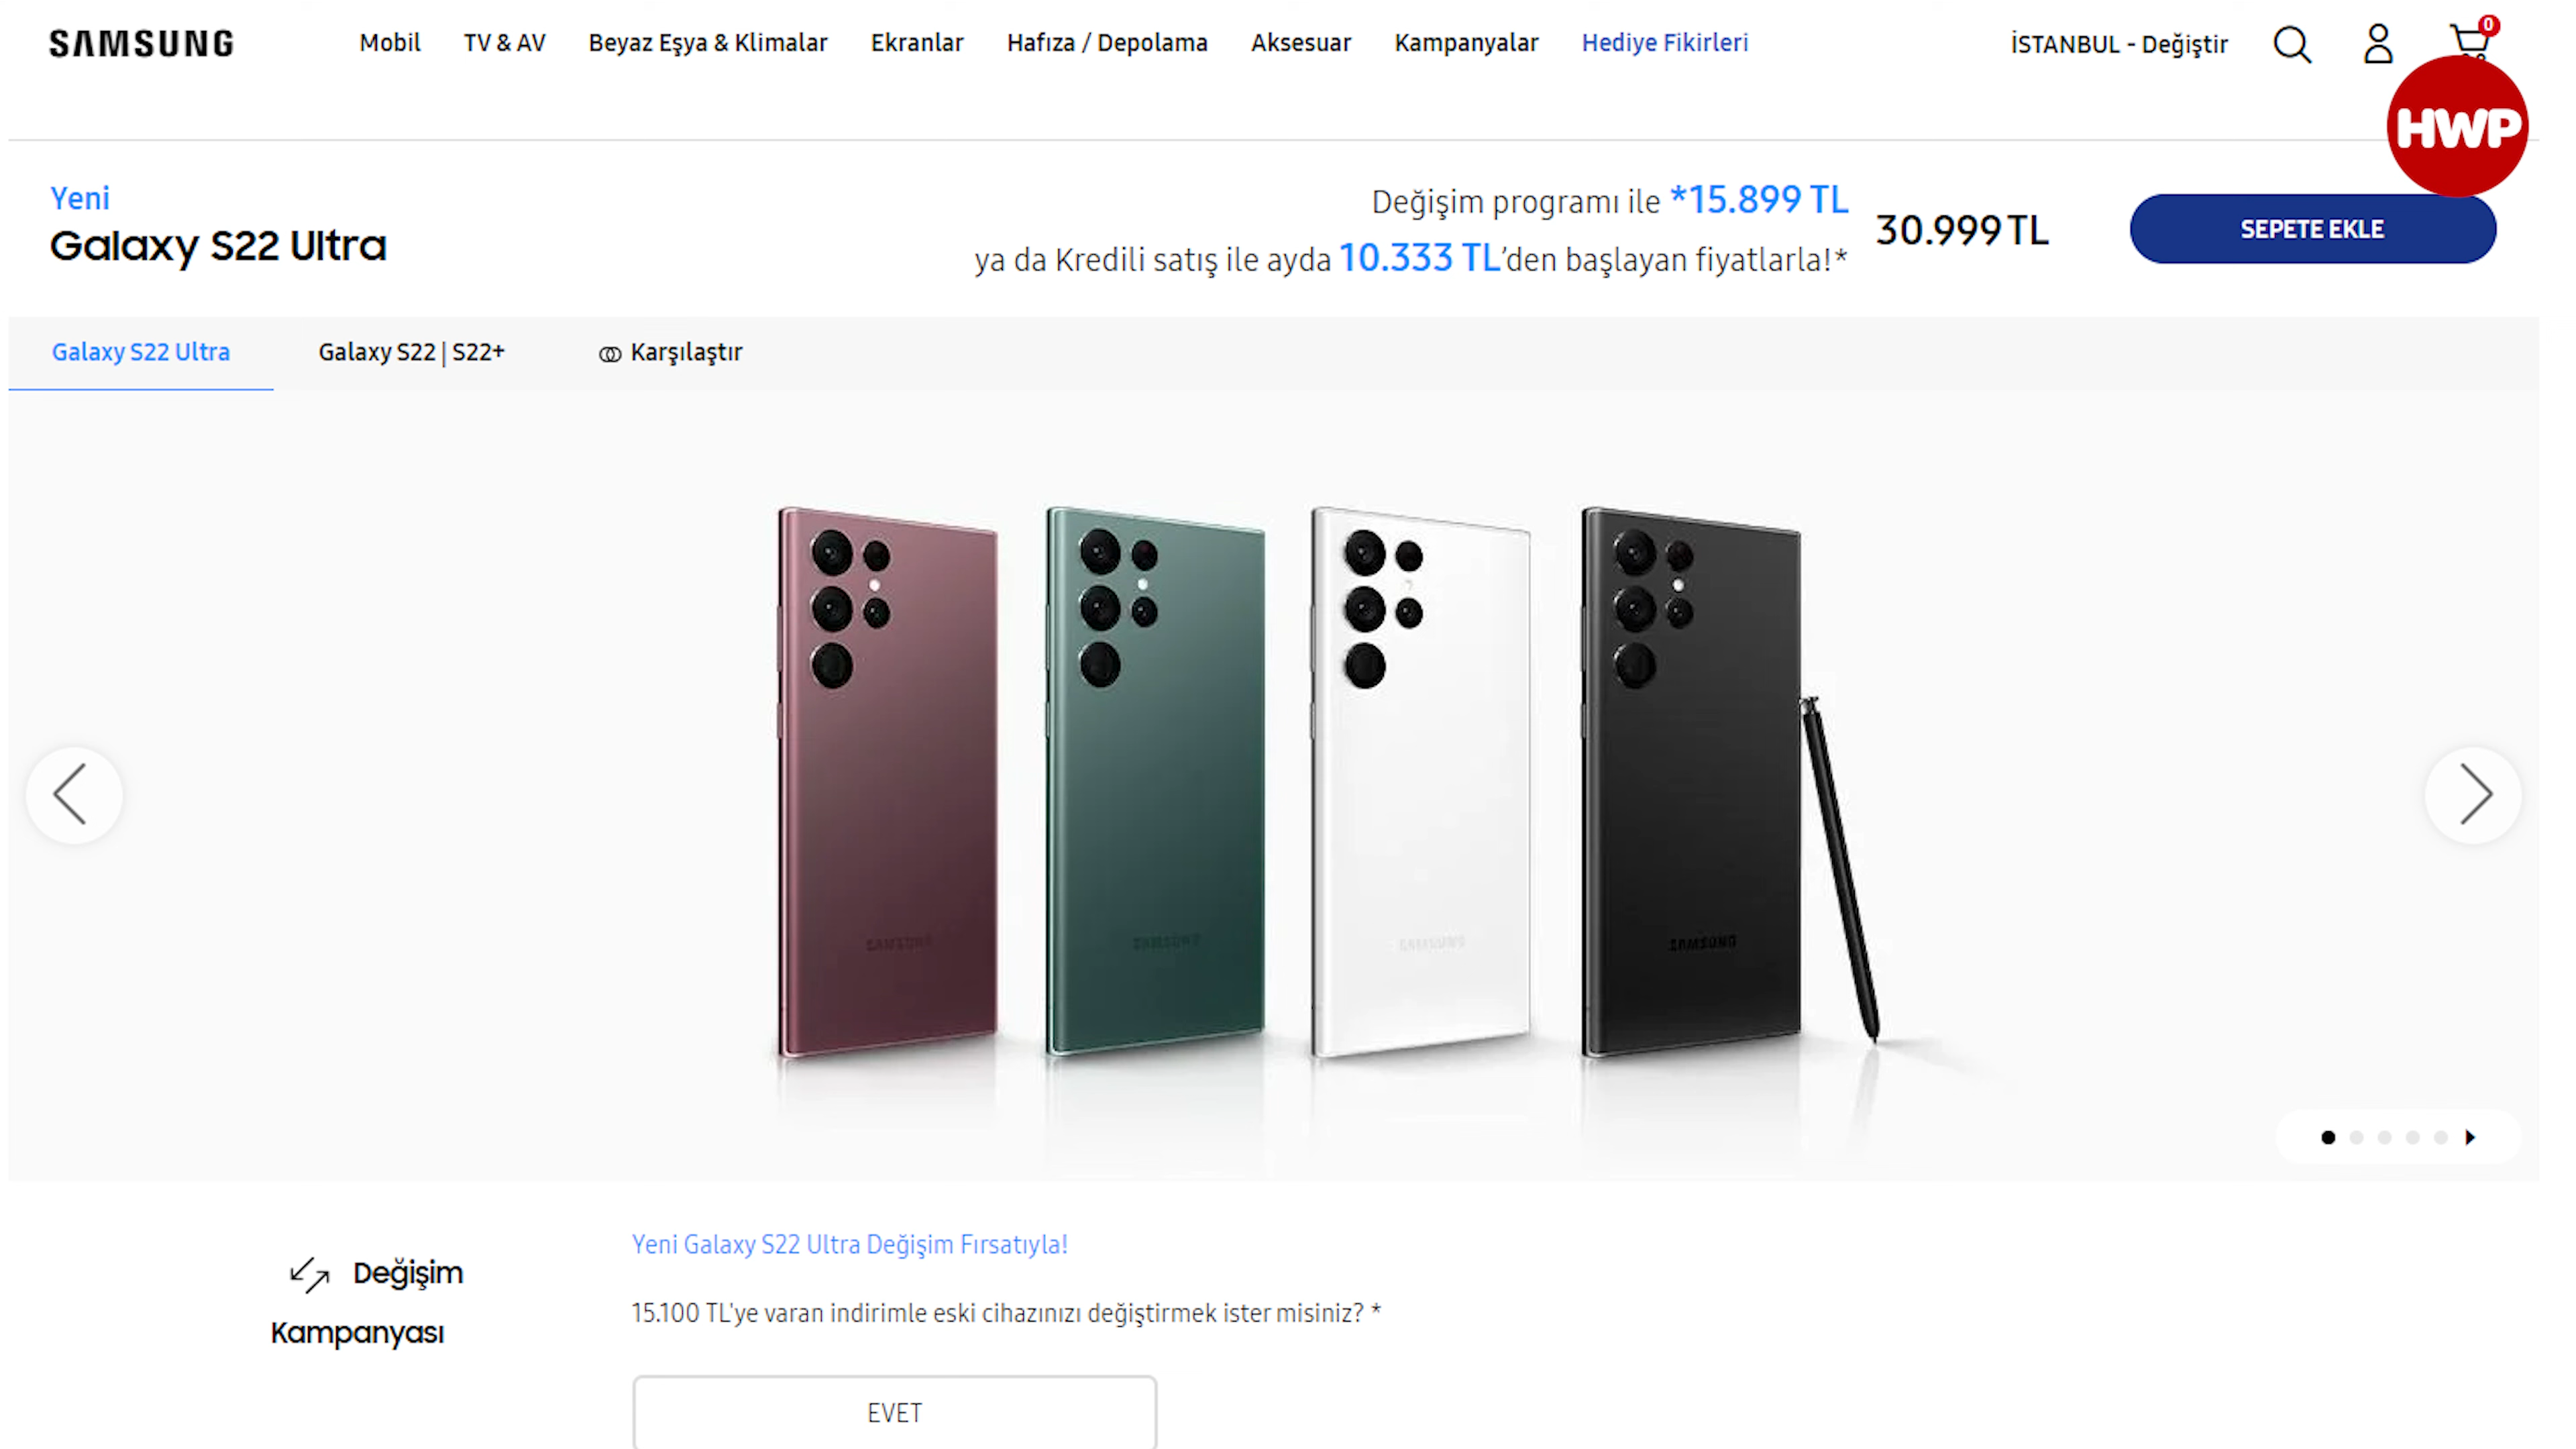 SAMSUNG Mobil TV & AV Beyaz Eşya & Klimalar Ekranlar Hafıza / Depolama Aksesuar Kampanyalar Hediye Fikirleri İSTANBUL - Değiştir 0
HWP
Yeni
Galaxy S22 Ultra
Değişim programı ile *15.899 TL
ya da Kredili satış ile ayda 10.333 TL'den başlayan fiyatlarla!*
30.999 TL
SEPETE EKLE
Galaxy S22 Ultra Galaxy S22 | S22+ Karşılaştır
SAMSUNG SAMSUNG SAMSUNG SAMSUNG
Değişim
Kampanyası
Yeni Galaxy S22 Ultra Değişim Fırsatıyla!
15.100 TL'ye varan indirimle eski cihazınızı değiştirmek ister misiniz? *
EVET